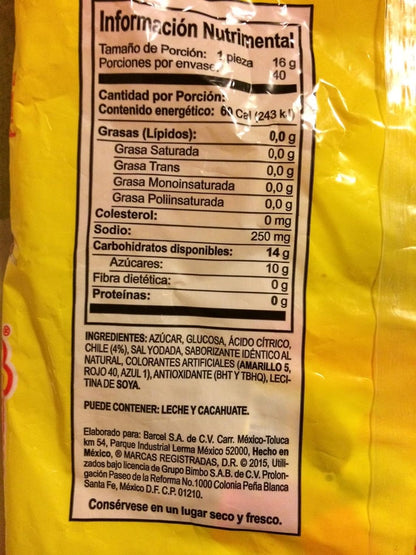 Información Nutrimental
Tamaño de Porción: 1 pieza 16 g
Porciones por envase: 40
Cantidad por Porción:
Contenido energético: Cal (243 kJ)
Grasas (Lípidos): 0,0 g
Grasa Saturada 0,0 g
Grasa Trans 0,0 g
Grasa Monoinsaturada 0,0 g
Grasa Poliinsaturada 0,0 g
Colesterol: 0 mg
Sodio: 250 mg
Carbohidratos disponibles: 14 g
Azúcares: 10 g
Fibra dietética: 0 g
Proteínas: 0 g
INGREDIENTES: AZÚCAR, GLUCOSA, ÁCIDO CÍTRICO,
CHILE (4%), SAL YODADA, SABORIZANTE IDÉNTICO AL
NATURAL, COLORANTES ARTIFICIALES (AMARILLO 5,
ROJO 40, AZUL 1), ANTIOXIDANTE (BHT Y TBHQ), LECI-
TINA DE SOYA.
PUEDE CONTENER: LECHE Y CACAHUATE.
Elaborado para: Barcel S.A. de C.V. Carr. México-Toluca
km 54, Parque Industrial Lerma México 52000, Hecho en
México, ® MARCAS REGISTRADAS, D.R. © 2015, Utili-
zados bajo licencia de Grupo Bimbo S.A.B. de C.V. Prolon-
gación Paseo de la Reforma No.1000 Colonia Peña Blanca
Santa Fe, México D.F. C.P. 01210.
Consérvese en un lugar seco y fresco.
®